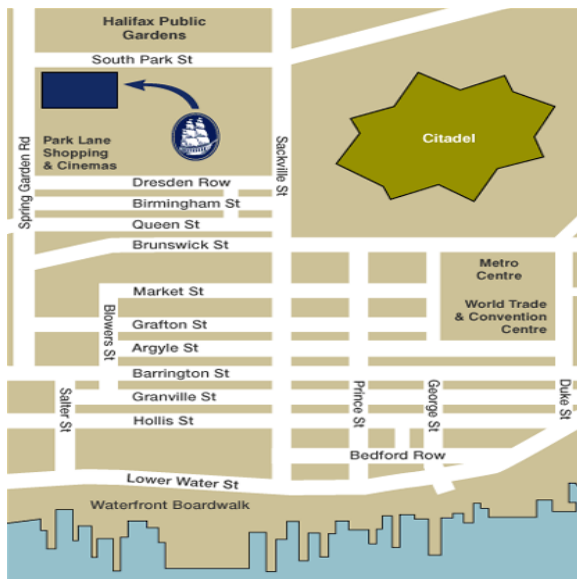 Halifax Public
Gardens
South Park St
Park Lane
Shopping
& Cinemas
Spring Garden Rd
Sackville St
Citadel
Dresden Row
Birmingham St
Queen St
Brunswick St
Metro
Centre
World Trade
& Convention
Centre
Market St
Blowers St
Grafton St
Argyle St
Barrington St
Granville St
Hollis St
Salter St
Prince St
George St
Duke St
Bedford Row
Lower Water St
Waterfront Boardwalk